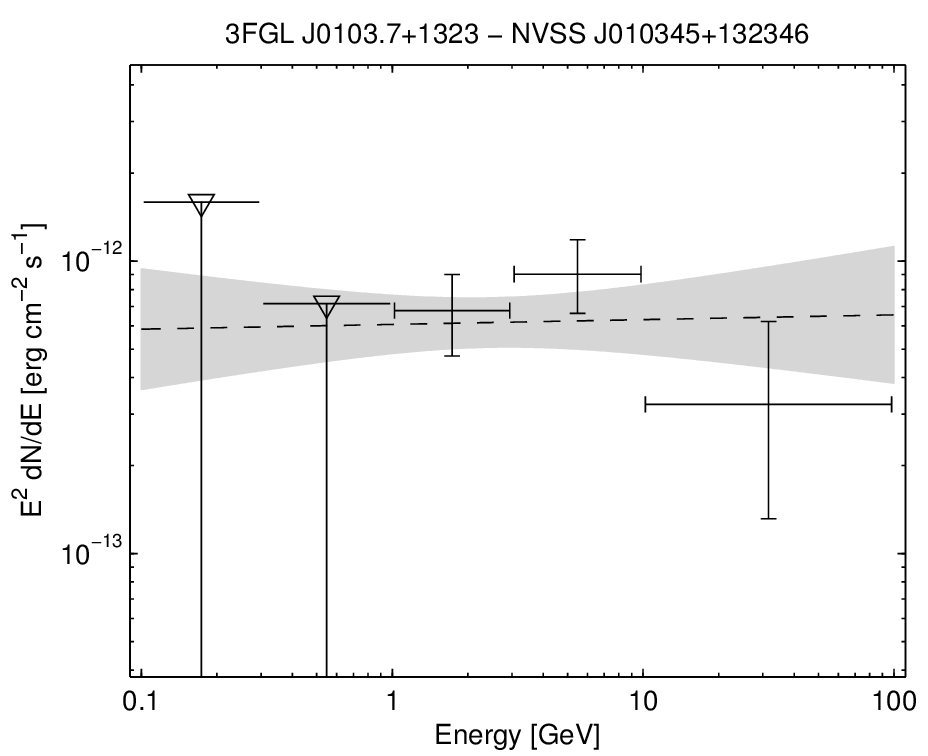 3FGL J0103.7+1323 − NVSS J010345+132346
E² dN/dE [erg cm⁻² s⁻¹]
10⁻¹²
10⁻¹³
0.1 1 10 100
Energy [GeV]